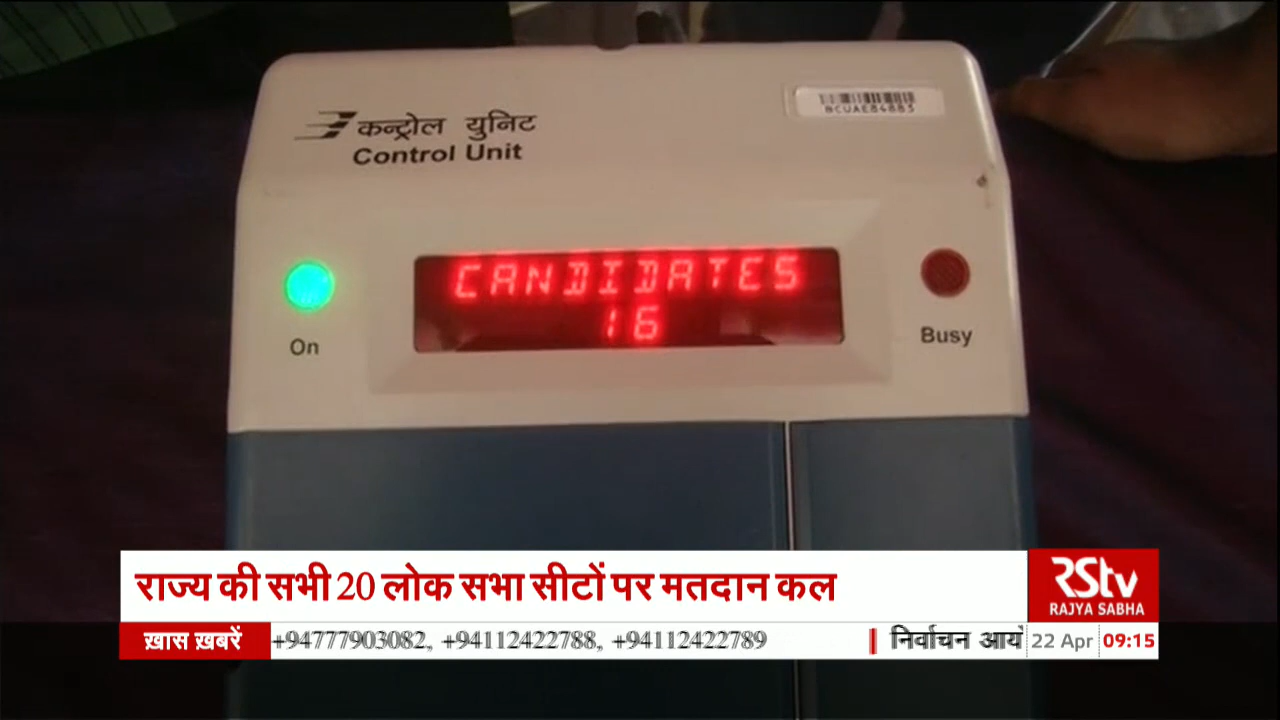 BCUAE84883
कन्ट्रोल युनिट
Control Unit
CANDIDATES
16
On
Busy
राज्य की सभी 20 लोक सभा सीटों पर मतदान कल
RStv
RAJYA SABHA
ख़ास ख़बरें +94777903082, +94112422788, +94112422789 निर्वाचन 22 Apr 09:15